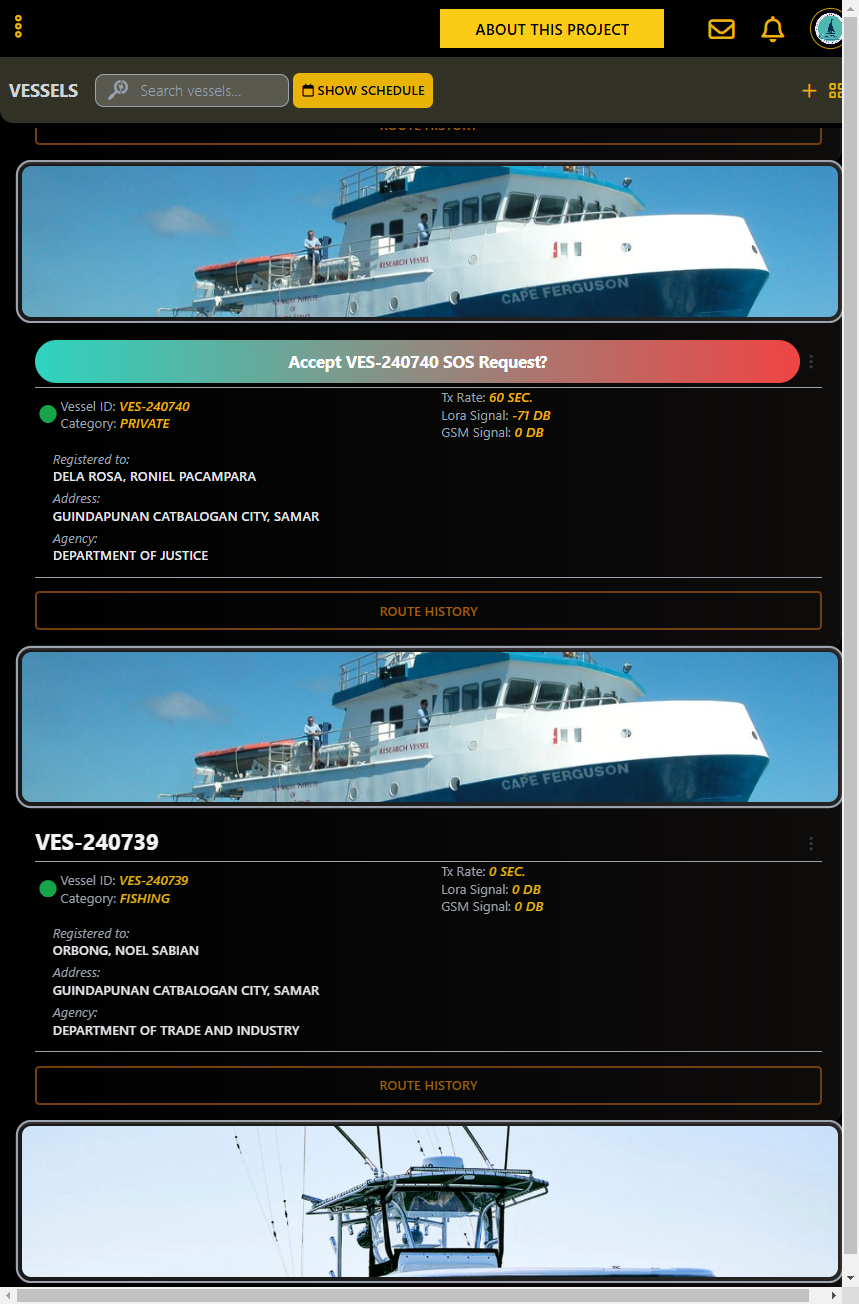 ABOUT THIS PROJECT
VESSELS
Search vessels...
SHOW SCHEDULE
ROUTE HISTORY
RESEARCH VESSEL
CAPE FERGUSON
Accept VES-240740 SOS Request?
Vessel ID: VES-240740
Category: PRIVATE
Tx Rate: 60 SEC.
Lora Signal: -71 DB
GSM Signal: 0 DB
Registered to:
DELA ROSA, RONIEL PACAMPARA
Address:
GUINDAPUNAN CATBALOGAN CITY, SAMAR
Agency:
DEPARTMENT OF JUSTICE
ROUTE HISTORY
RESEARCH VESSEL
CAPE FERGUSON
VES-240739
Vessel ID: VES-240739
Category: FISHING
Tx Rate: 0 SEC.
Lora Signal: 0 DB
GSM Signal: 0 DB
Registered to:
ORBONG, NOEL SABIAN
Address:
GUINDAPUNAN CATBALOGAN CITY, SAMAR
Agency:
DEPARTMENT OF TRADE AND INDUSTRY
ROUTE HISTORY